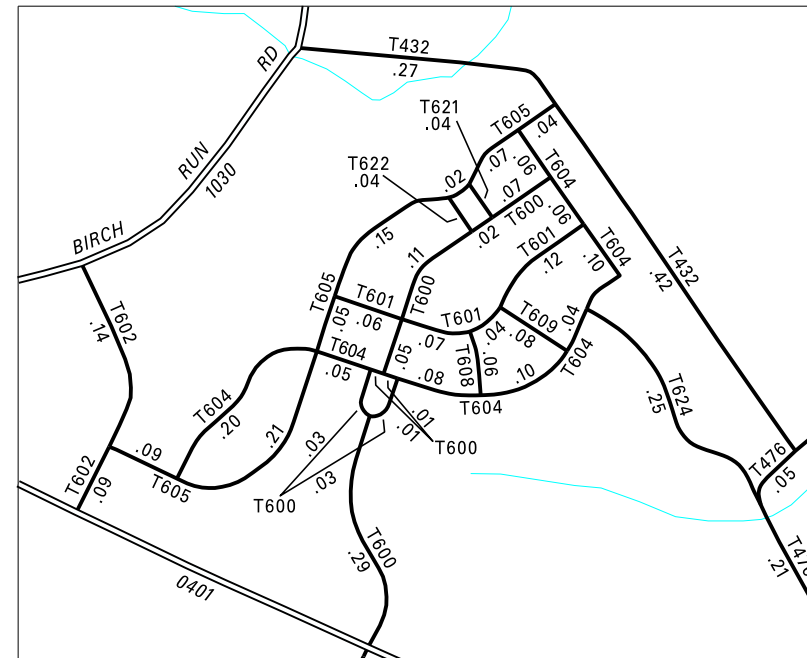 T432
.27
RD
RUN
1030
BIRCH
T621
.04
T605
.04
T622
.04
.02
.07
.06
T604
.07
T600
.06
.02
T601
.12
T604
.10
T432
.42
.15
.11
T605
T601
T600
.05
.06
T601
.07
.04
T609
.08
.04
T604
T602
.14
T604
.05
.05
.08
T608
.06
.10
T604
T604
.20
.21
.01
.01
T600
.03
.03
T600
T624
.25
.09
T605
T602
.09
T476
.05
T600
.29
T476
.21
0401